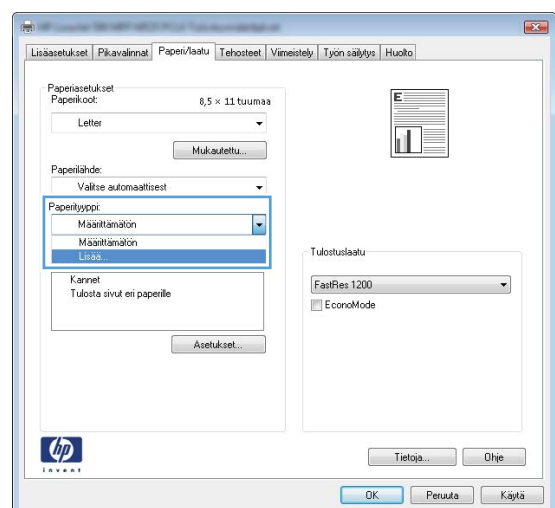 Lisäasetukset Pikavalinnat Paperi/laatu Tehosteet Viimeistely Työn säilytys Huolto
Paperiasetukset
Paperikoot: 8,5 × 11 tuumaa
Letter
Mukautettu...
Paperilähde:
Valitse automaattisest
Paperityyppi:
Määrittämätön
Määrittämätön
Lisää...
Kannet
Tulosta sivut eri paperille
Asetukset...
E
Tulostuslaatu
FastRes 1200
EconoMode
hp
invent
Tietoja... Ohje
OK Peruuta Käytä